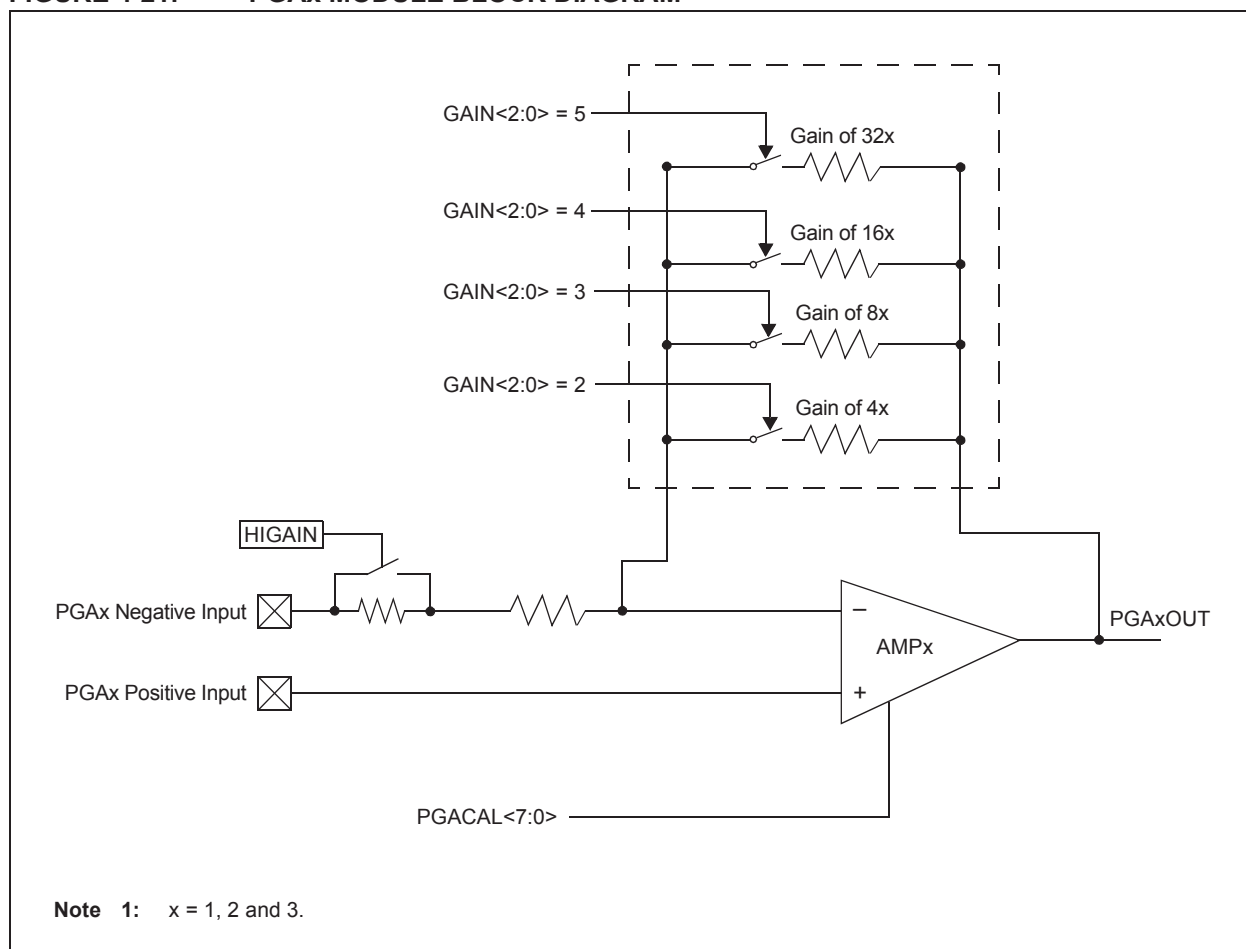 GAIN<2:0> = 5
Gain of 32x
GAIN<2:0> = 4
Gain of 16x
GAIN<2:0> = 3
Gain of 8x
GAIN<2:0> = 2
Gain of 4x
HIGAIN
PGAx Negative Input
–
PGAxOUT
AMPx
PGAx Positive Input
+
PGACAL<7:0>
Note 1: x = 1, 2 and 3.